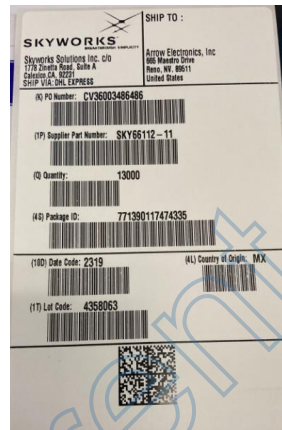 SKYWORKS
BREAKTHROUGH SIMPLICITY
Skyworks Solutions Inc. c/o
1778 Zinetta Road, Suite A
Calexico, CA, 92231
SHIP VIA: DHL EXPRESS
SHIP TO :
Arrow Electronics, Inc
665 Maestro Drive
Reno, NV, 89511
United States
(K) PO Number: CV36003486486
(1P) Supplier Part Number: SKY66112-11
(Q) Quantity: 13000
(4S) Package ID: 771390117474335
(18D) Date Code: 2319
(4L) Country of Origin: MX
(1T) Lot Code: 4358063